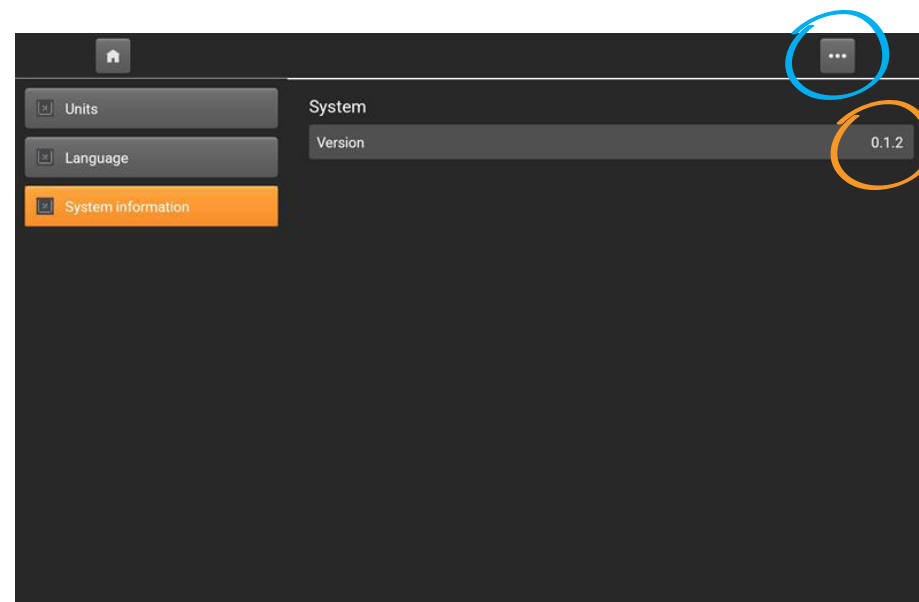 Units
Language
System information
System
Version 0.1.2